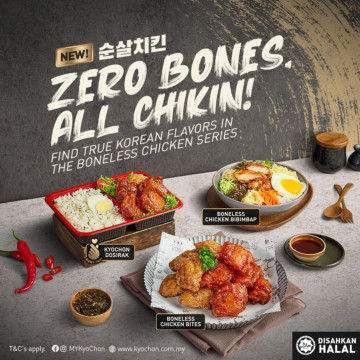 NEW! 순살치킨
ZERO BONES.
ALL CHIKIN!
FIND TRUE KOREAN FLAVORS IN
THE BONELESS CHICKEN SERIES
BONELESS
CHICKEN BIBIMBAP
KYOCHON
DOSIRAK
BONELESS
CHICKEN BITES
T&C's apply. MYKyoChon www.kyochon.com.my
DISAHKAN
HALAL